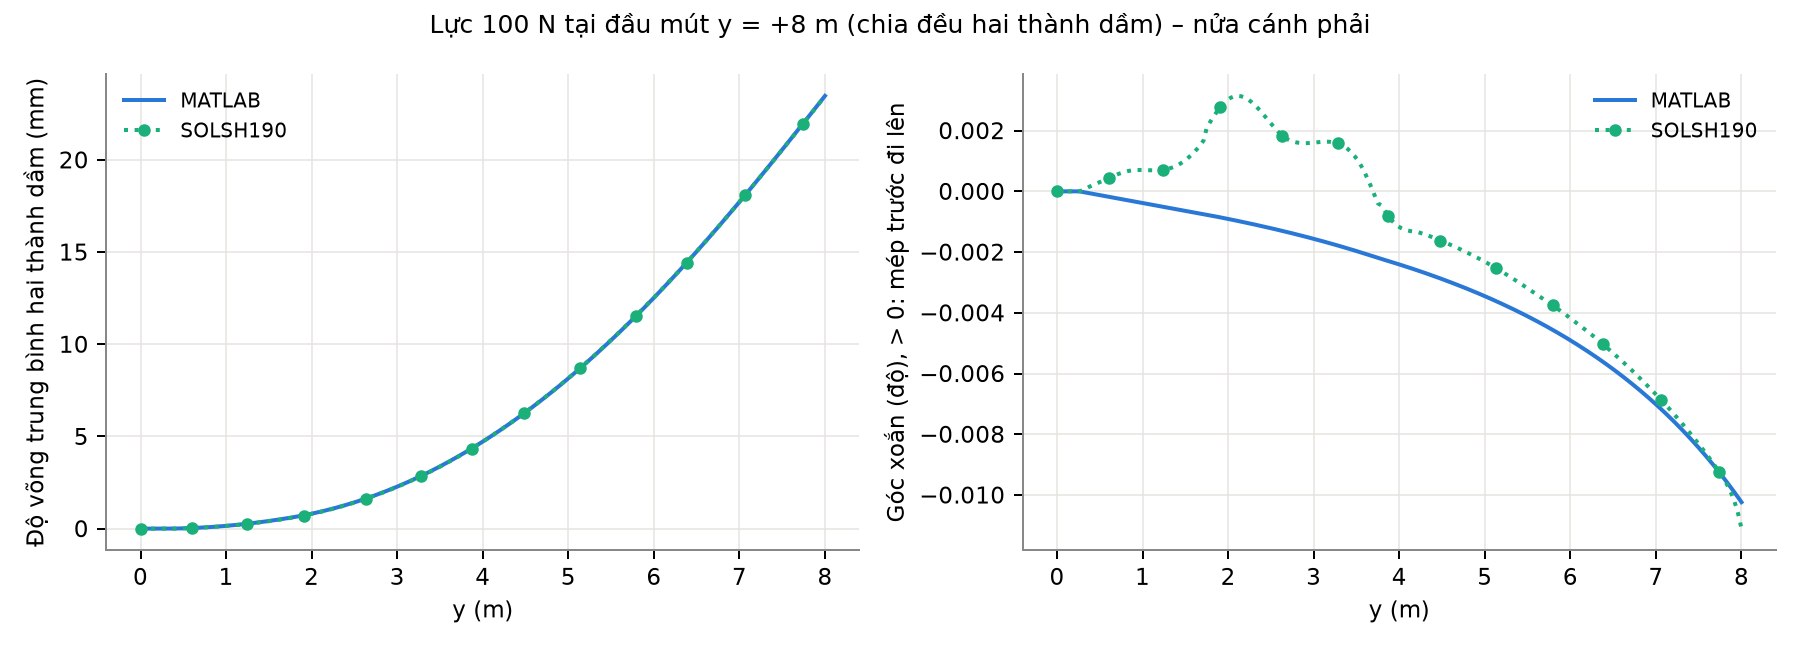 Lực 100 N tại đầu mút y = +8 m (chia đều hai thành dầm) – nửa cánh phải
Độ võng trung bình hai thành dầm (mm)
MATLAB
SOLSH190
20
15
10
5
0
0 1 2 3 4 5 6 7 8
y (m)
Góc xoắn (độ), > 0: mép trước đi lên
MATLAB
SOLSH190
0.002
0.000
−0.002
−0.004
−0.006
−0.008
−0.010
0 1 2 3 4 5 6 7 8
y (m)